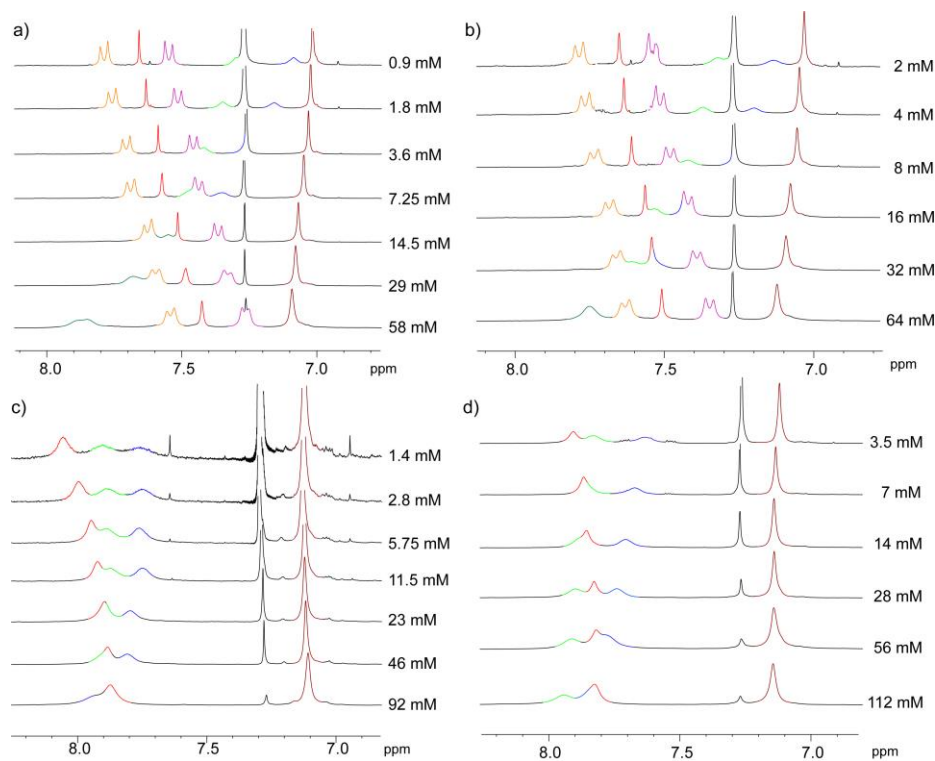 a)
0.9 mM
1.8 mM
3.6 mM
7.25 mM
14.5 mM
29 mM
58 mM
8.0 7.5 7.0 ppm
b)
2 mM
4 mM
8 mM
16 mM
32 mM
64 mM
8.0 7.5 7.0 ppm
c)
1.4 mM
2.8 mM
5.75 mM
11.5 mM
23 mM
46 mM
92 mM
8.0 7.5 7.0 ppm
d)
3.5 mM
7 mM
14 mM
28 mM
56 mM
112 mM
8.0 7.5 7.0 ppm